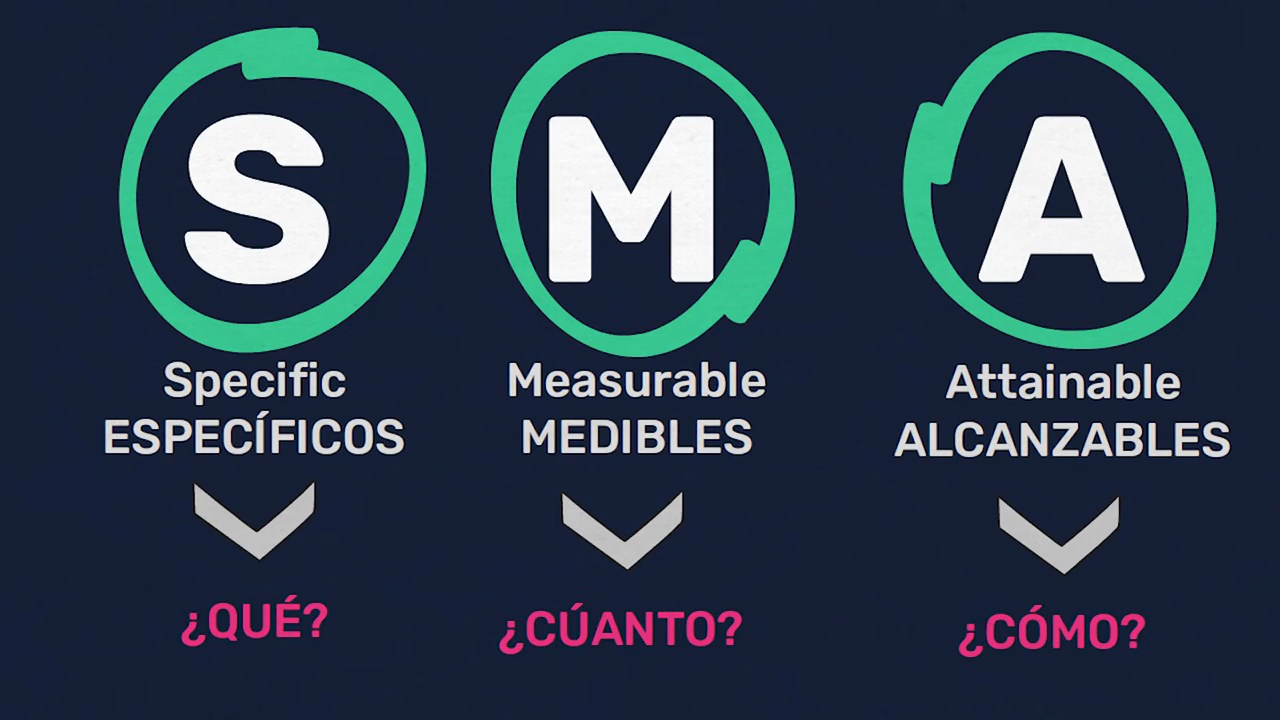 S M A
Specific Measurable Attainable
ESPECÍFICOS MEDIBLES ALCANZABLES
¿QUÉ? ¿CÚANTO? ¿CÓMO?